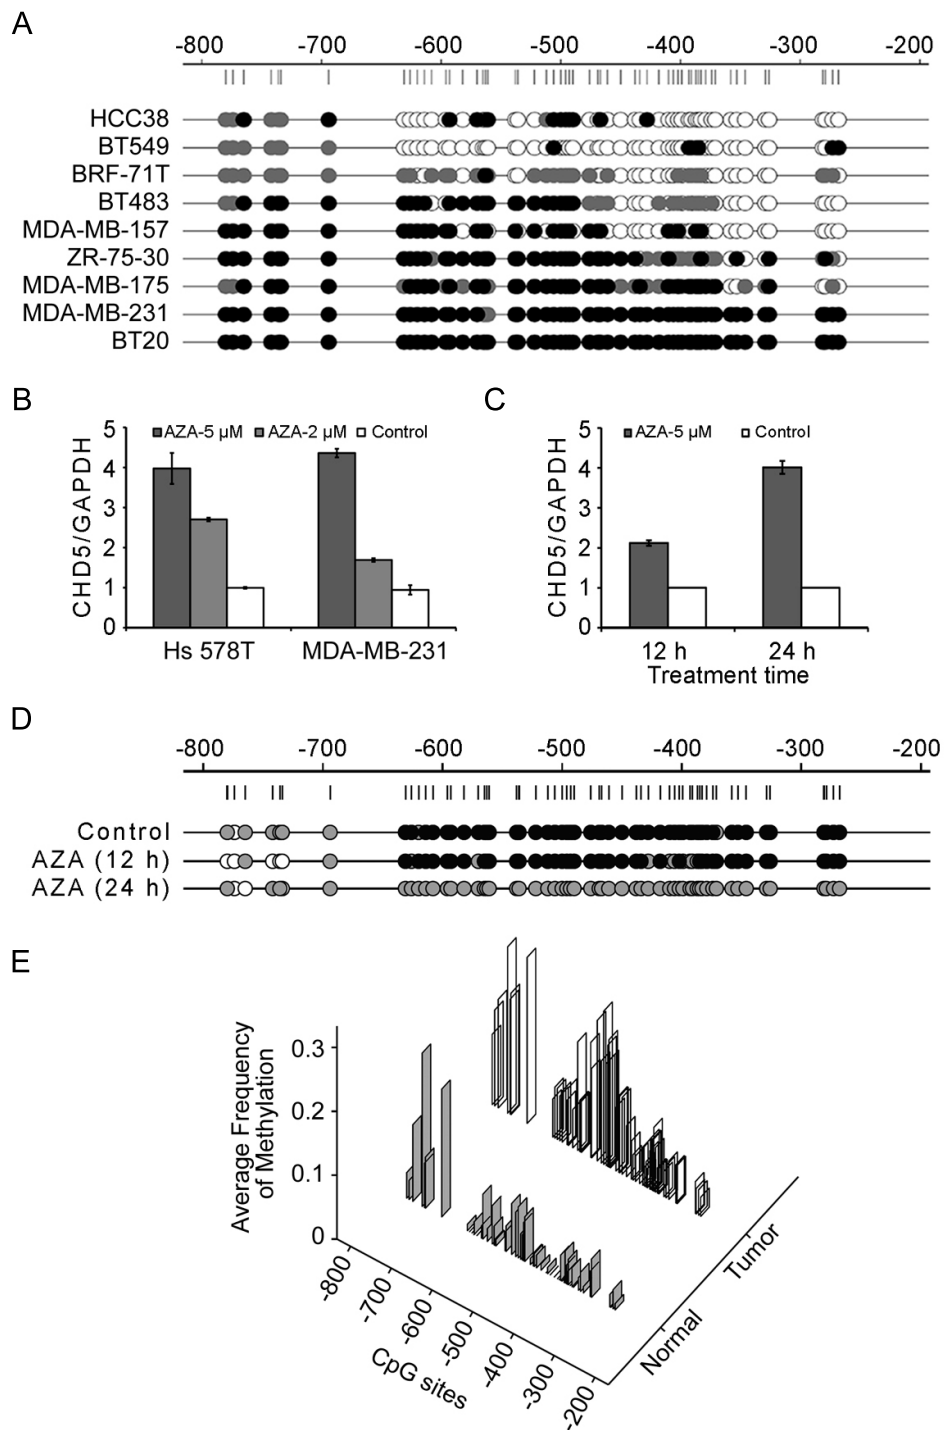 A
-800 -700 -600 -500 -400 -300 -200
HCC38
BT549
BRF-71T
BT483
MDA-MB-157
ZR-75-30
MDA-MB-175
MDA-MB-231
BT20
B
CHD5/GAPDH
5
4
3
2
1
0
AZA-5 µM AZA-2 µM Control
Hs 578T MDA-MB-231
C
CHD5/GAPDH
5
4
3
2
1
0
AZA-5 µM Control
12 h 24 h
Treatment time
D
-800 -700 -600 -500 -400 -300 -200
Control
AZA (12 h)
AZA (24 h)
E
Average Frequency
of Methylation
0.3
0.2
0.1
0
-800
-700
-600
-500
-400
-300
-200
CpG sites
Normal
Tumor